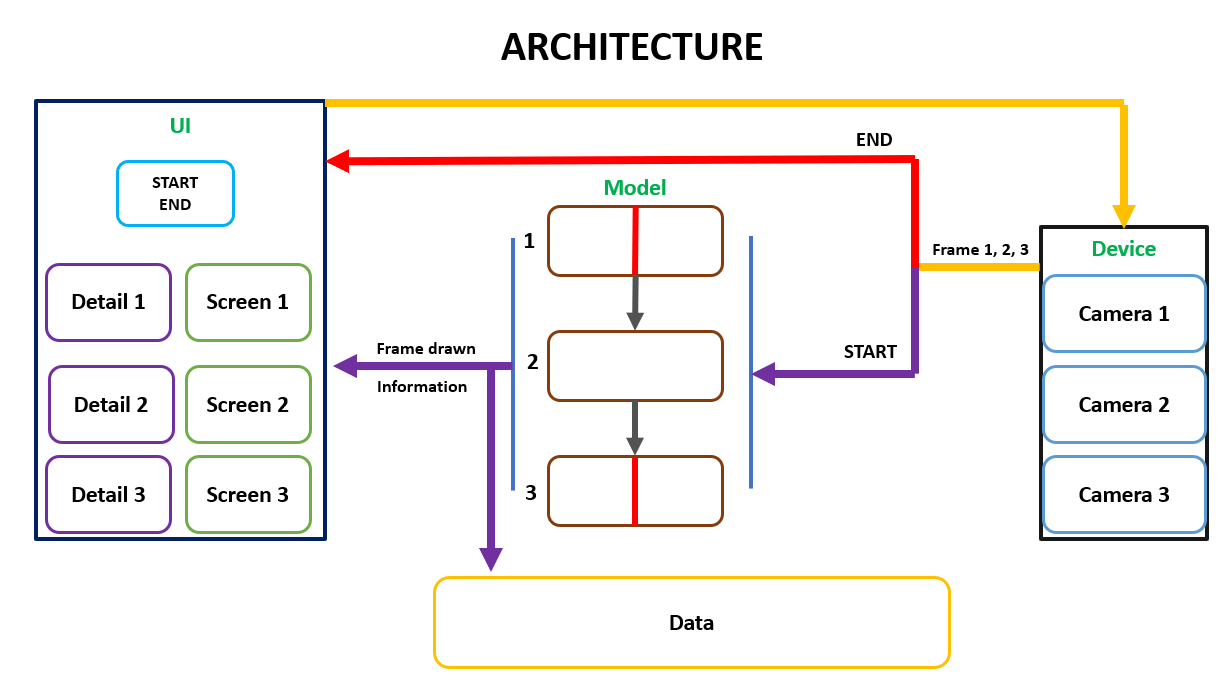 ARCHITECTURE
UI
START
END
Detail 1
Screen 1
Detail 2
Screen 2
Detail 3
Screen 3
Frame drawn
Information
Model
1
2
3
END
START
Frame 1, 2, 3
Device
Camera 1
Camera 2
Camera 3
Data